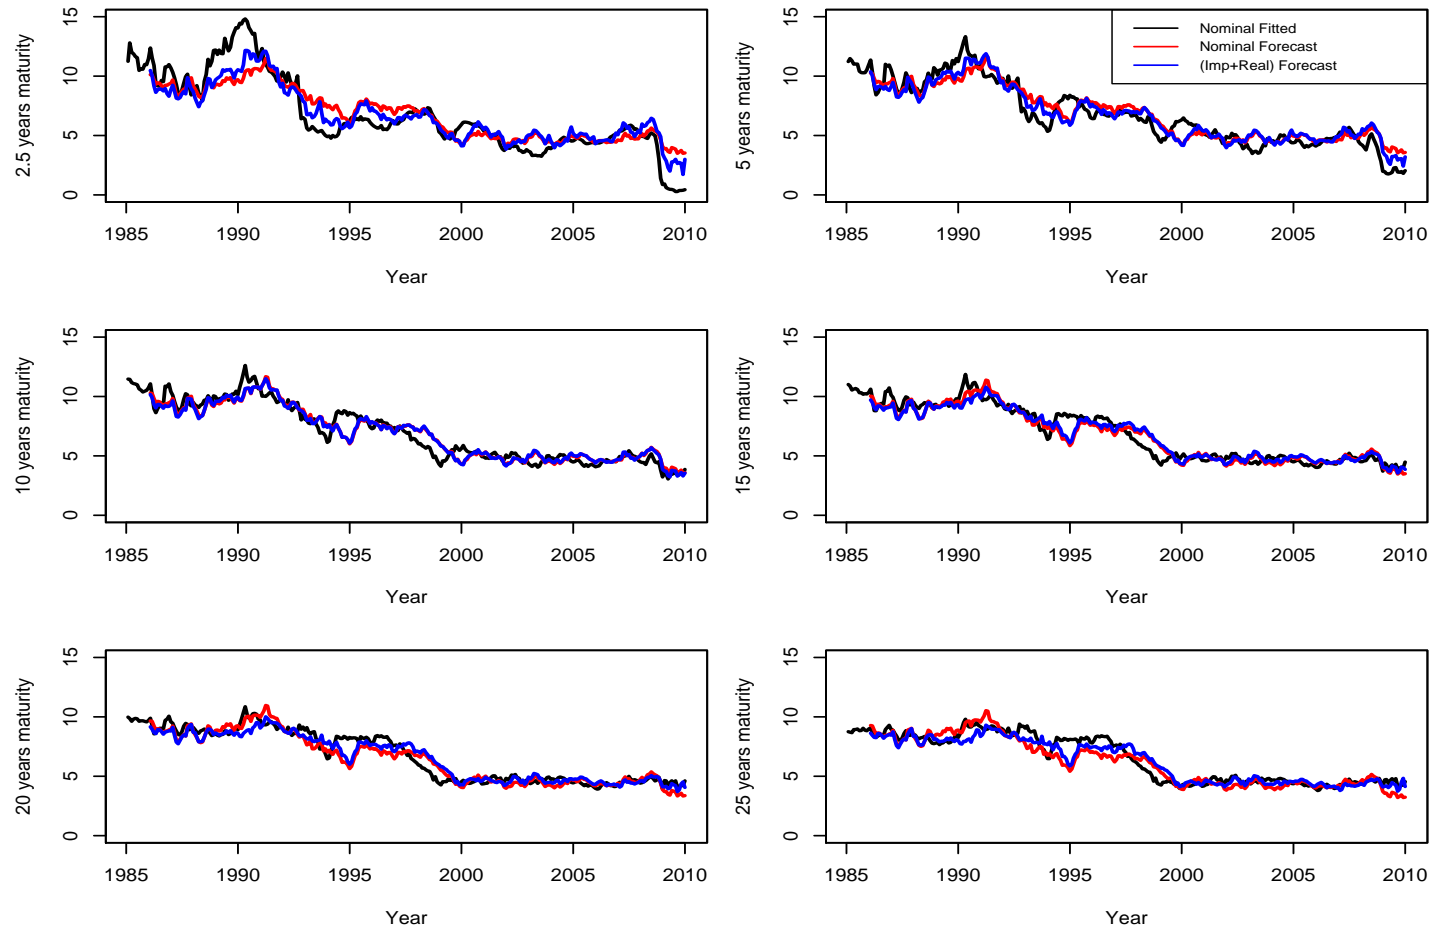 2.5 years maturity
0 5 10 15
1985 1990 1995 2000 2005 2010
Year
5 years maturity
0 5 10 15
Nominal Fitted
Nominal Forecast
(Imp+Real) Forecast
1985 1990 1995 2000 2005 2010
Year
10 years maturity
0 5 10 15
1985 1990 1995 2000 2005 2010
Year
15 years maturity
0 5 10 15
1985 1990 1995 2000 2005 2010
Year
20 years maturity
0 5 10 15
1985 1990 1995 2000 2005 2010
Year
25 years maturity
0 5 10 15
1985 1990 1995 2000 2005 2010
Year